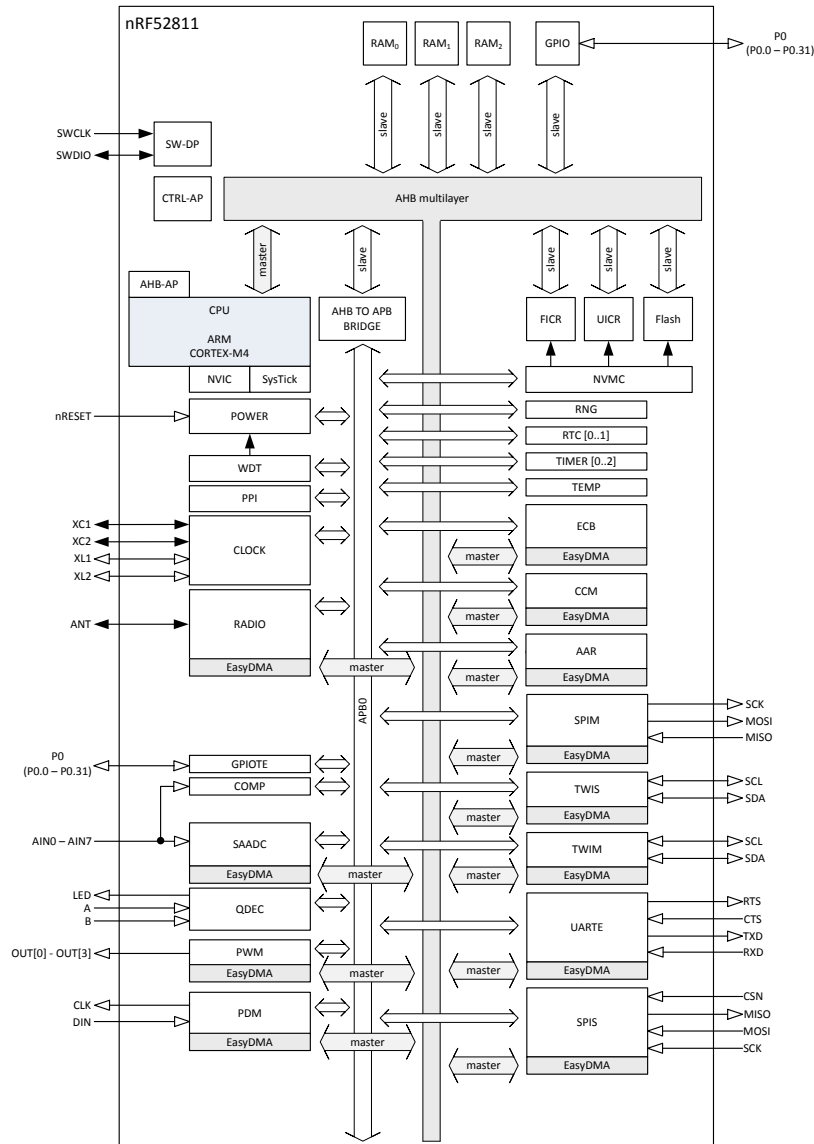 nRF52811
RAM0
RAM1
RAM2
GPIO
P0
(P0.0 – P0.31)
slave
slave
slave
slave
SWCLK
SWDIO
SW-DP
CTRL-AP
AHB multilayer
master
slave
slave
slave
slave
AHB-AP
CPU
ARM
CORTEX-M4
NVIC
SysTick
AHB TO APB
BRIDGE
FICR
UICR
Flash
NVMC
nRESET
POWER
RNG
RTC [0..1]
WDT
TIMER [0..2]
PPI
TEMP
XC1
XC2
XL1
XL2
CLOCK
ECB
master
EasyDMA
ANT
RADIO
CCM
master
EasyDMA
EasyDMA
master
AAR
master
EasyDMA
APB0
SPIM
SCK
MOSI
MISO
master
EasyDMA
P0
(P0.0 – P0.31)
GPIOTE
COMP
TWIS
SCL
SDA
master
EasyDMA
AIN0 – AIN7
SAADC
EasyDMA
master
TWIM
SCL
SDA
master
EasyDMA
LED
A
B
QDEC
UARTE
RTS
CTS
TXD
RXD
OUT[0] - OUT[3]
PWM
EasyDMA
master
master
EasyDMA
CLK
DIN
PDM
EasyDMA
master
SPIS
CSN
MISO
MOSI
SCK
master
EasyDMA